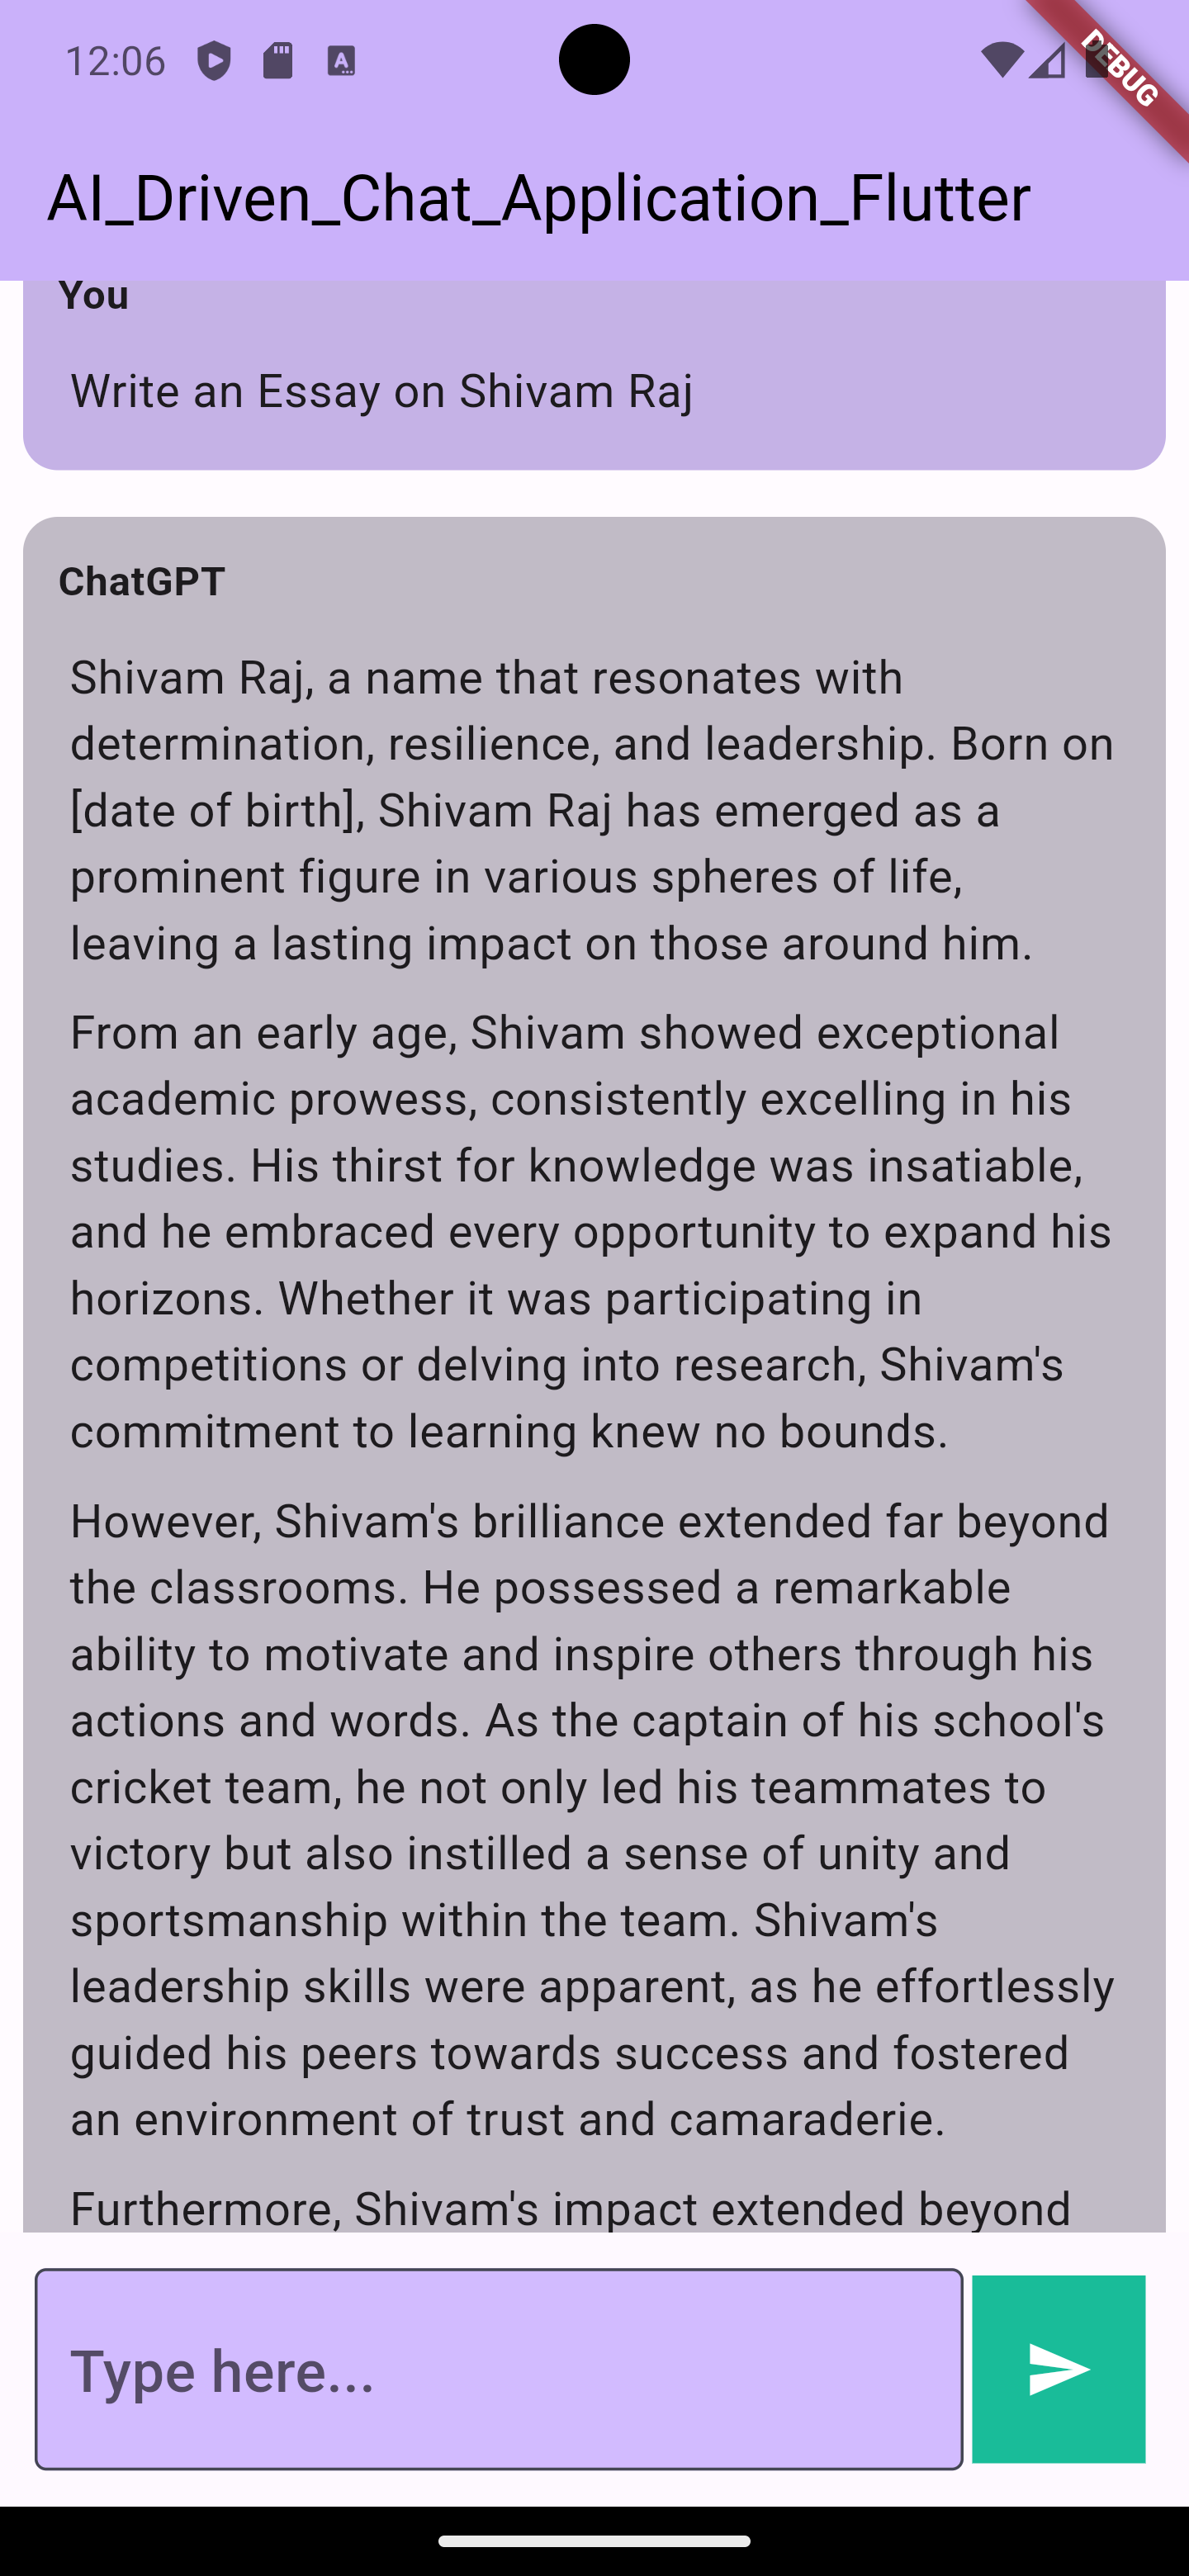 12:06
DEBUG
AI_Driven_Chat_Application_Flutter
You
Write an Essay on Shivam Raj
ChatGPT
Shivam Raj, a name that resonates with
determination, resilience, and leadership. Born on
[date of birth], Shivam Raj has emerged as a
prominent figure in various spheres of life,
leaving a lasting impact on those around him.
From an early age, Shivam showed exceptional
academic prowess, consistently excelling in his
studies. His thirst for knowledge was insatiable,
and he embraced every opportunity to expand his
horizons. Whether it was participating in
competitions or delving into research, Shivam's
commitment to learning knew no bounds.
However, Shivam's brilliance extended far beyond
the classrooms. He possessed a remarkable
ability to motivate and inspire others through his
actions and words. As the captain of his school's
cricket team, he not only led his teammates to
victory but also instilled a sense of unity and
sportsmanship within the team. Shivam's
leadership skills were apparent, as he effortlessly
guided his peers towards success and fostered
an environment of trust and camaraderie.
Furthermore, Shivam's impact extended beyond
Type here...